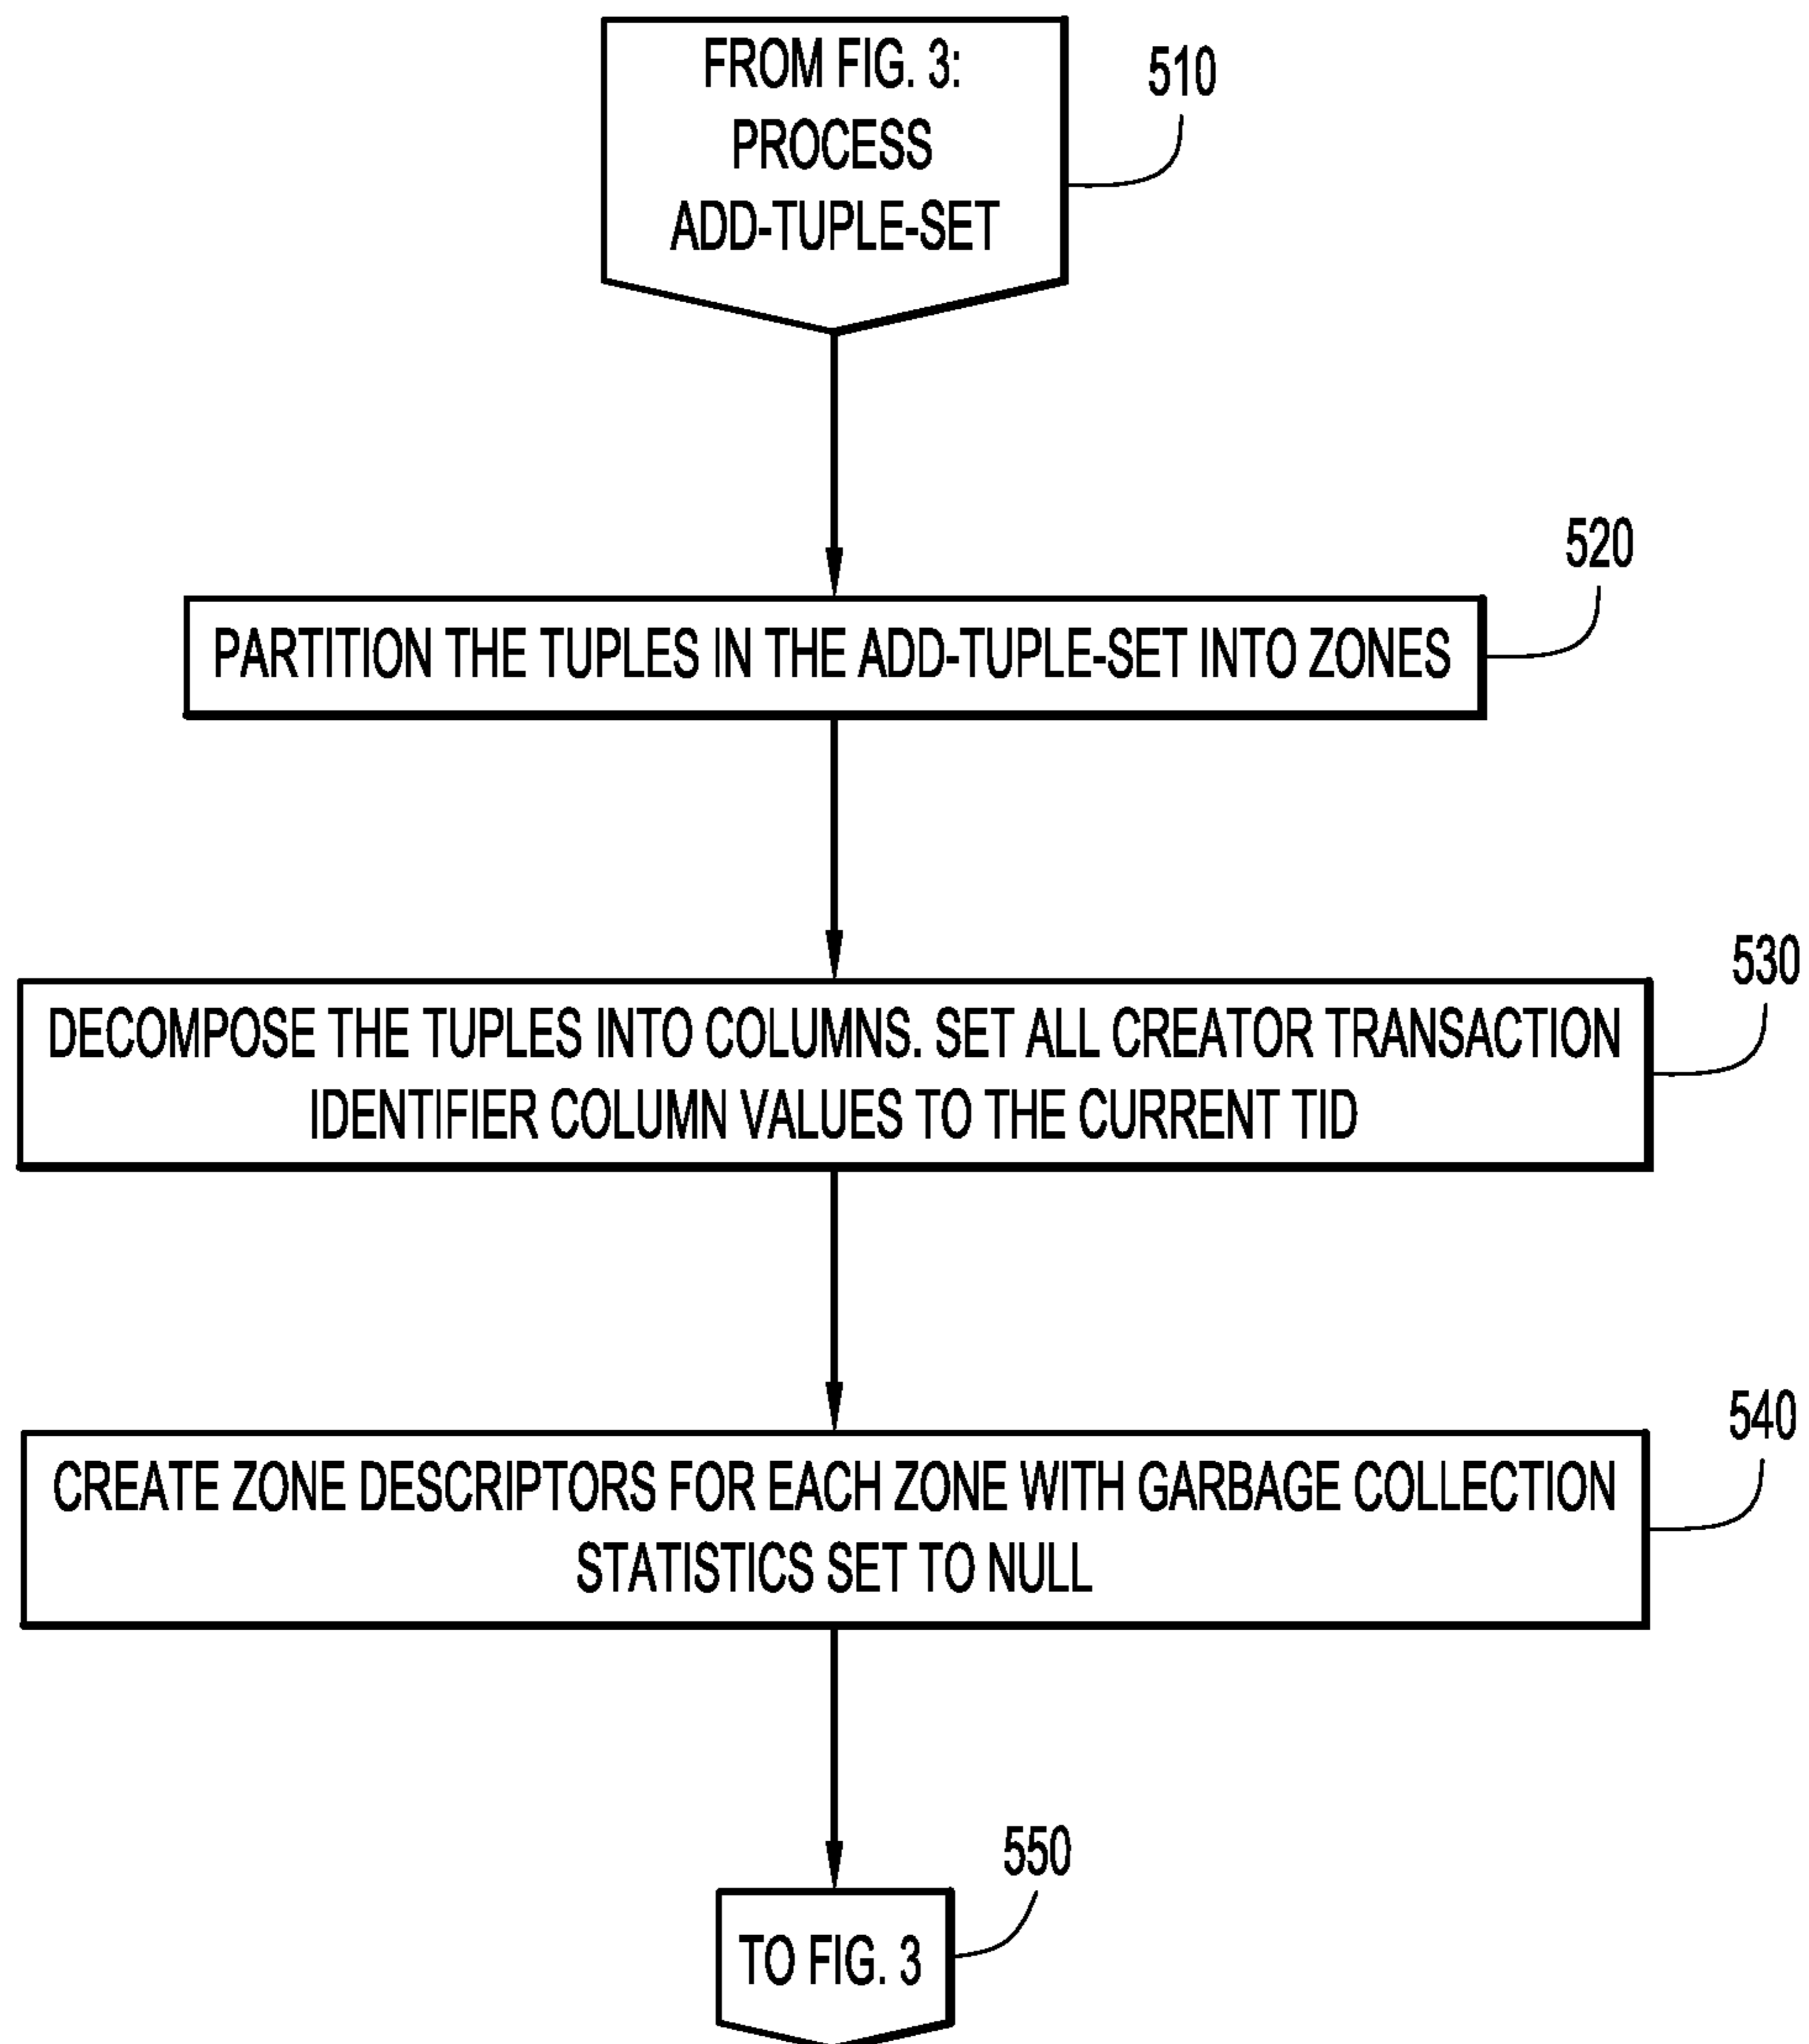 FROM FIG. 3:
PROCESS
ADD-TUPLE-SET
510
520
PARTITION THE TUPLES IN THE ADD-TUPLE-SET INTO ZONES
530
DECOMPOSE THE TUPLES INTO COLUMNS. SET ALL CREATOR TRANSACTION
IDENTIFIER COLUMN VALUES TO THE CURRENT TID
540
CREATE ZONE DESCRIPTORS FOR EACH ZONE WITH GARBAGE COLLECTION
STATISTICS SET TO NULL
550
TO FIG. 3